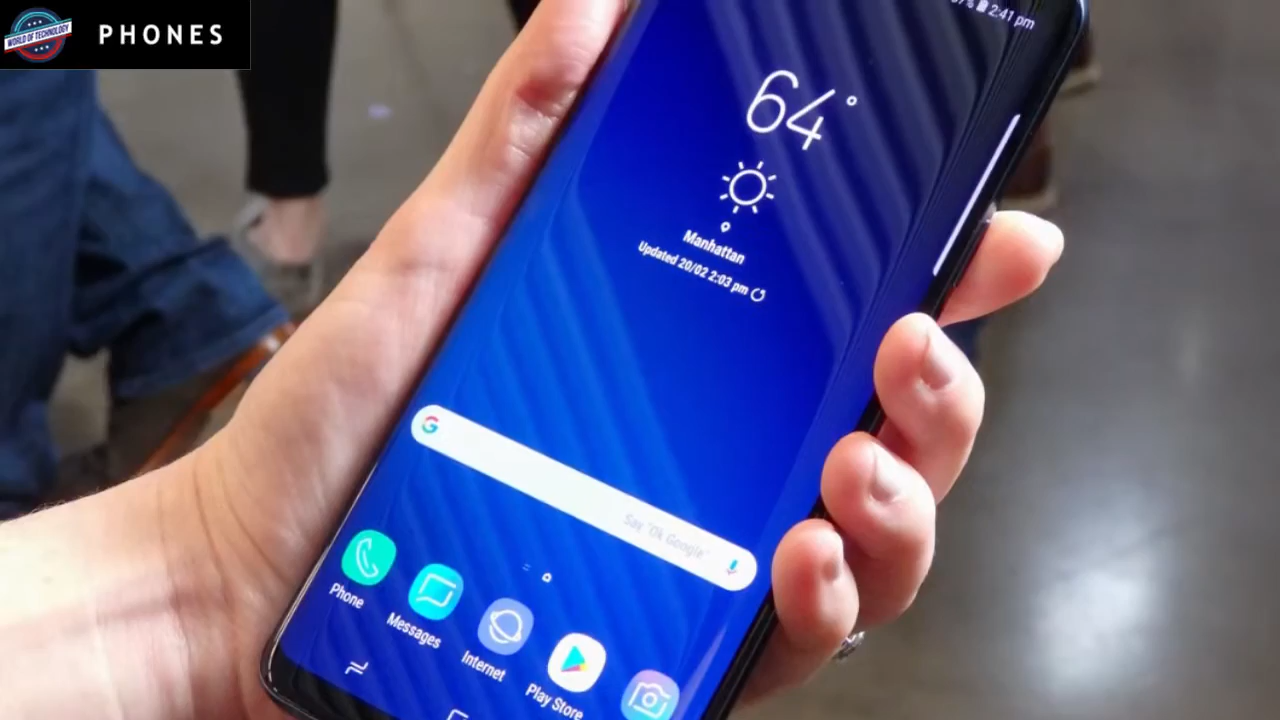 WORLD OF TECHNOLOGY
PHONES
2:41 pm
64°
Manhattan
Updated 20/02 2:03 pm
G
Say "Ok Google"
Phone
Messages
Internet
Play Store